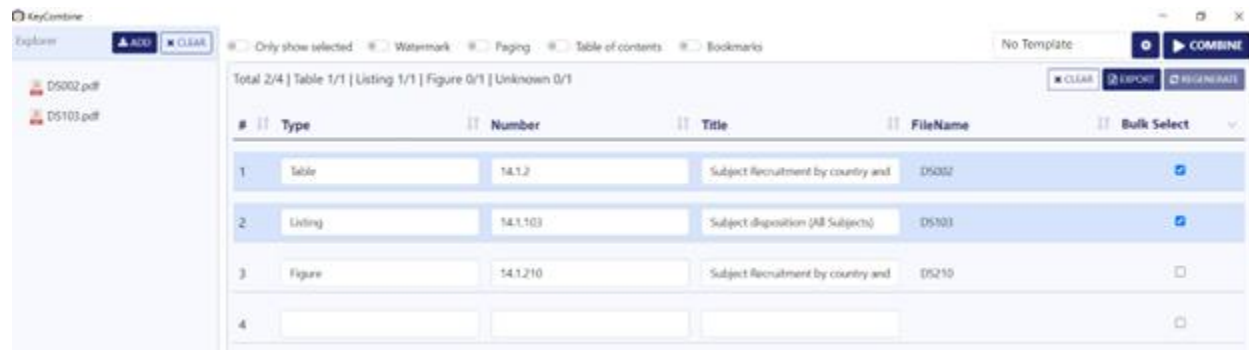 KeyCombine
Explorer ADD CLEAR Only show selected Watermark Paging Table of contents Bookmarks No Template COMBINE
DS002.pdf
DS103.pdf
Total 2/4 | Table 1/1 | Listing 1/1 | Figure 0/1 | Unknown 0/1 CLEAR EXPORT REGENERATE
# Type Number Title FileName Bulk Select
1 Table 14.1.2 Subject Recruitment by country and DS002
2 Listing 14.1.103 Subject disposition (All Subjects) DS103
3 Figure 14.1.210 Subject Recruitment by country and DS210
4